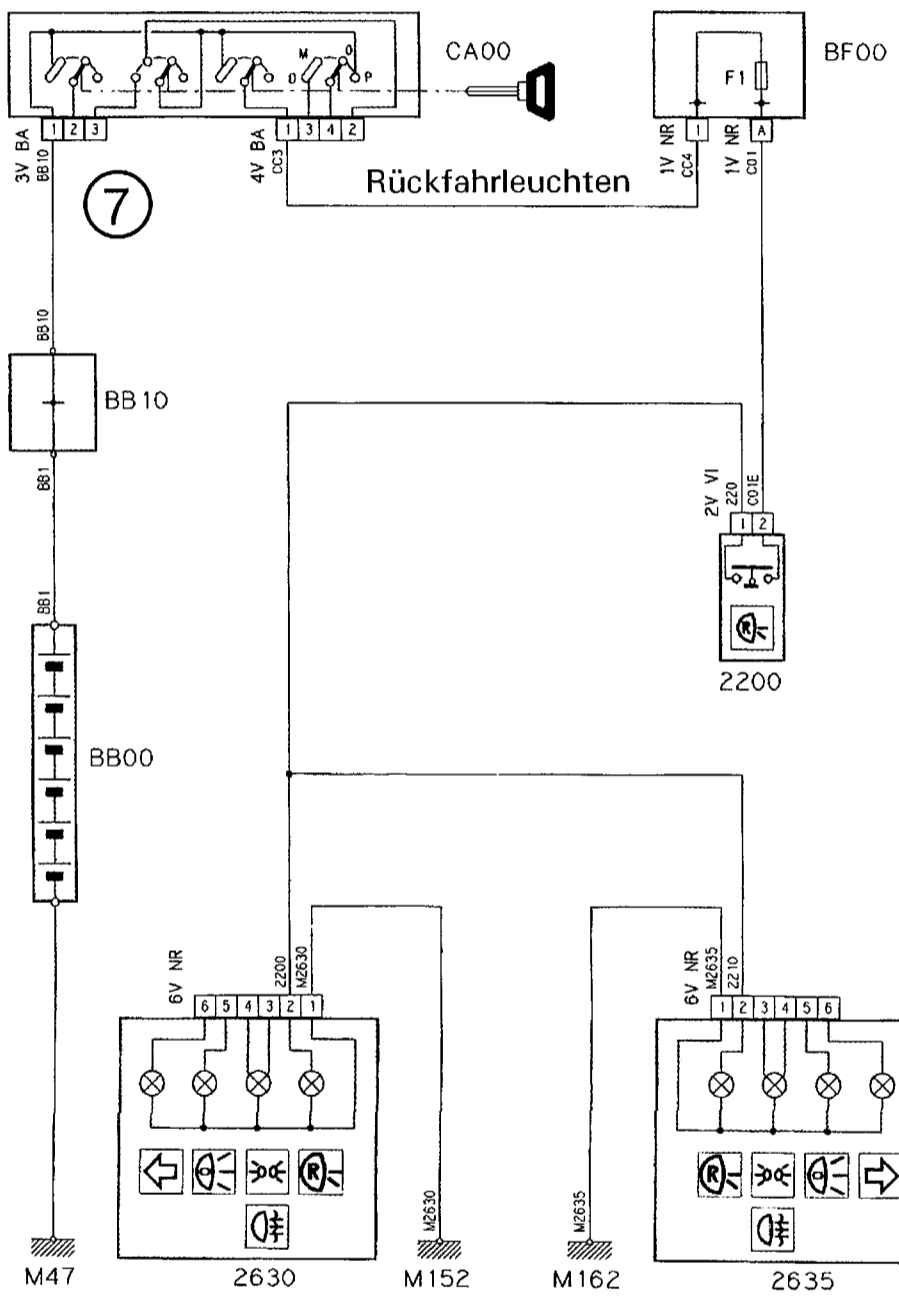 CA00
BF00
M
0
D
P
F1
1 2 3
1 3 4 2
1
A
3V BA
BB10
4V BA
CC3
1V NR
CC4
1V NR
C01
7
Rückfahrleuchten
BB10
BB10
BB1
2V VI
220
C01E
1 2
BB1
2200
BB00
6V NR
2200
M2630
6 5 4 3 2 1
6V NR
M2635
2210
1 2 3 4 5 6
R
R
R
M2630
M2635
M47
2630
M152
M162
2635